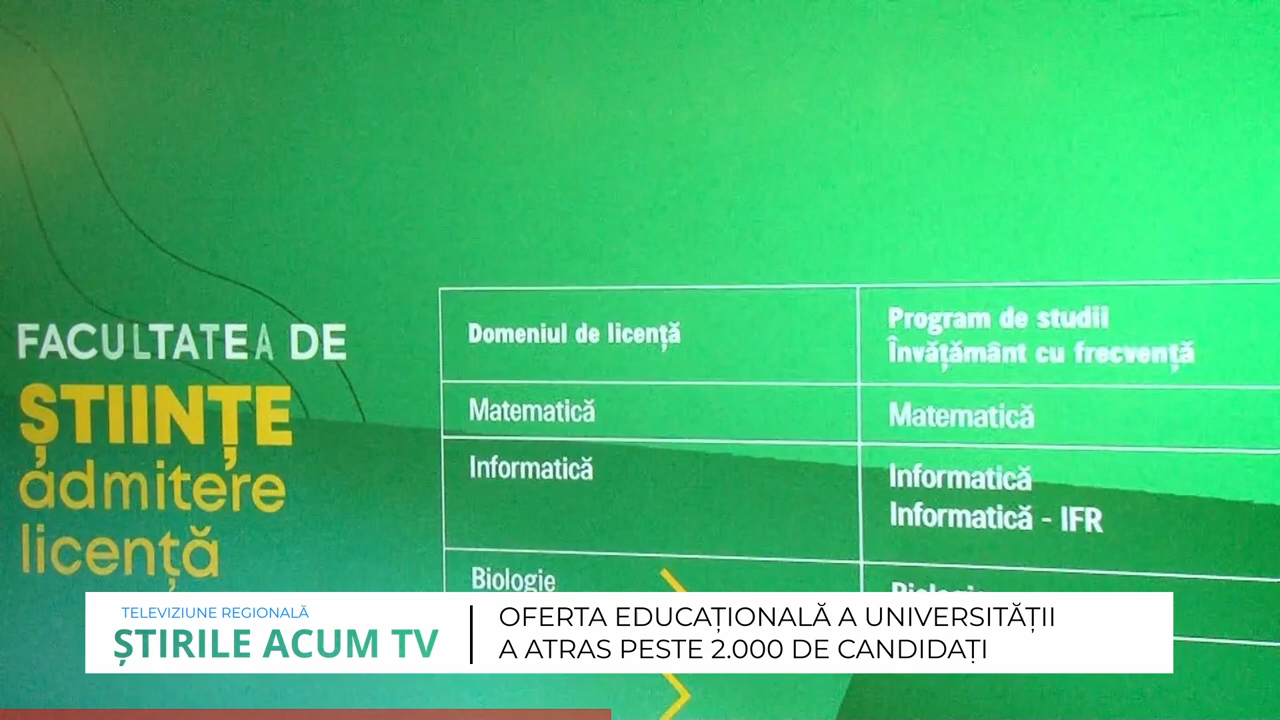 FACULTATEA DE
ȘTIINȚE
admitere
licență
Domeniul de licență
Program de studii
Învățământ cu frecvență
Matematică
Matematică
Informatică
Informatică
Informatică - IFR
Biologie
Biologie
TELEVIZIUNE REGIONALĂ
ȘTIRILE ACUM TV
OFERTA EDUCAȚIONALĂ A UNIVERSITĂȚII
A ATRAS PESTE 2.000 DE CANDIDAȚI